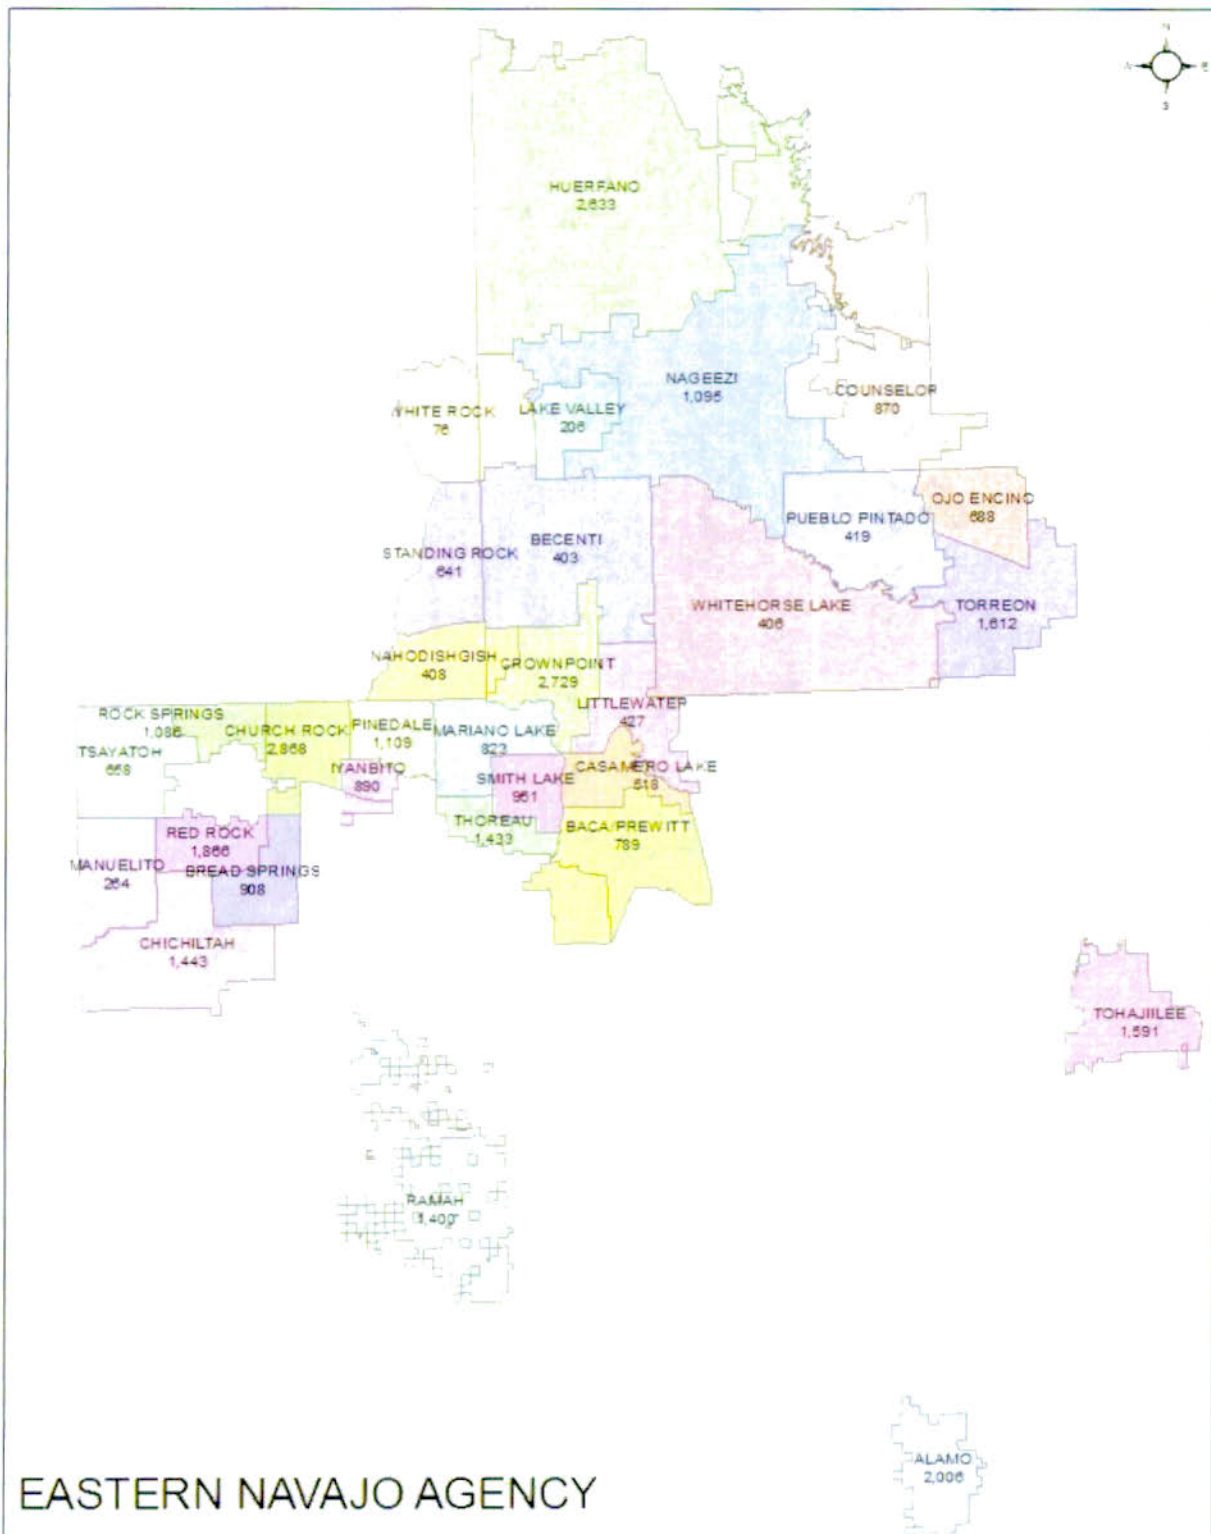 N
E
S
HUERFANO
2,633
NAGEEZI
1,095
COUNSELOR
870
WHITE ROCK
76
LAKE VALLEY
206
OJO ENCINO
688
PUEBLO PINTADO
419
BECENTI
403
STANDING ROCK
641
WHITEHORSE LAKE
406
TORREON
1,612
NAHODISHGISH
408
CROWNPOINT
2,729
LITTLEWATER
427
ROCK SPRINGS
1,086
CHURCH ROCK
2,868
PINEDALE
1,109
MARIANO LAKE
823
TSAYATOH
658
IYANBITO
890
SMITH LAKE
951
CASAMERO LAKE
518
THOREAU
1,433
BACA/PREWITT
789
RED ROCK
1,866
MANUELITO
264
BREAD SPRINGS
908
CHICHILTAH
1,443
TOHAJIILEE
1,591
RAMAH
1,400
ALAMO
2,006
EASTERN NAVAJO AGENCY